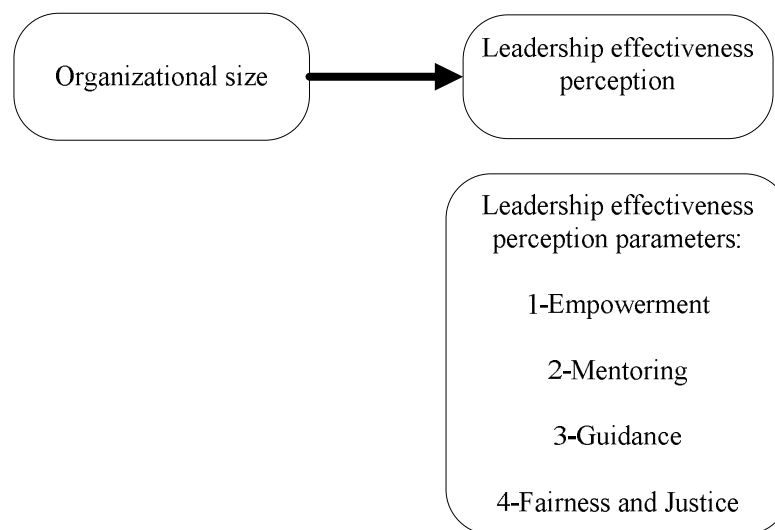 Organizational size
Leadership effectiveness
perception
Leadership effectiveness
perception parameters:
1-Empowerment
2-Mentoring
3-Guidance
4-Fairness and Justice